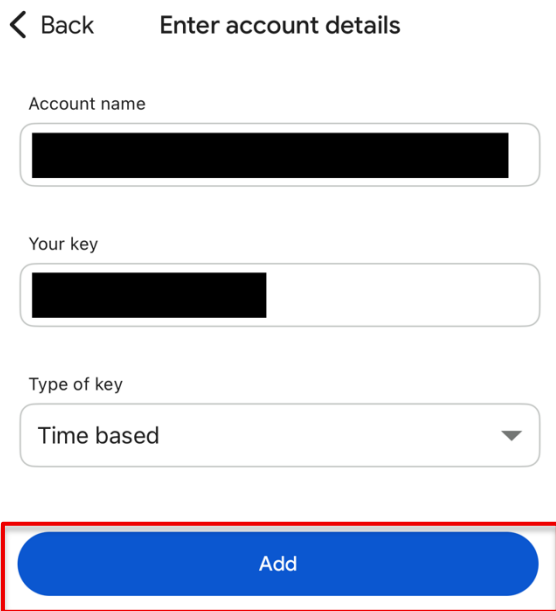 Back Enter account details
Account name
Your key
Type of key
Time based
Add